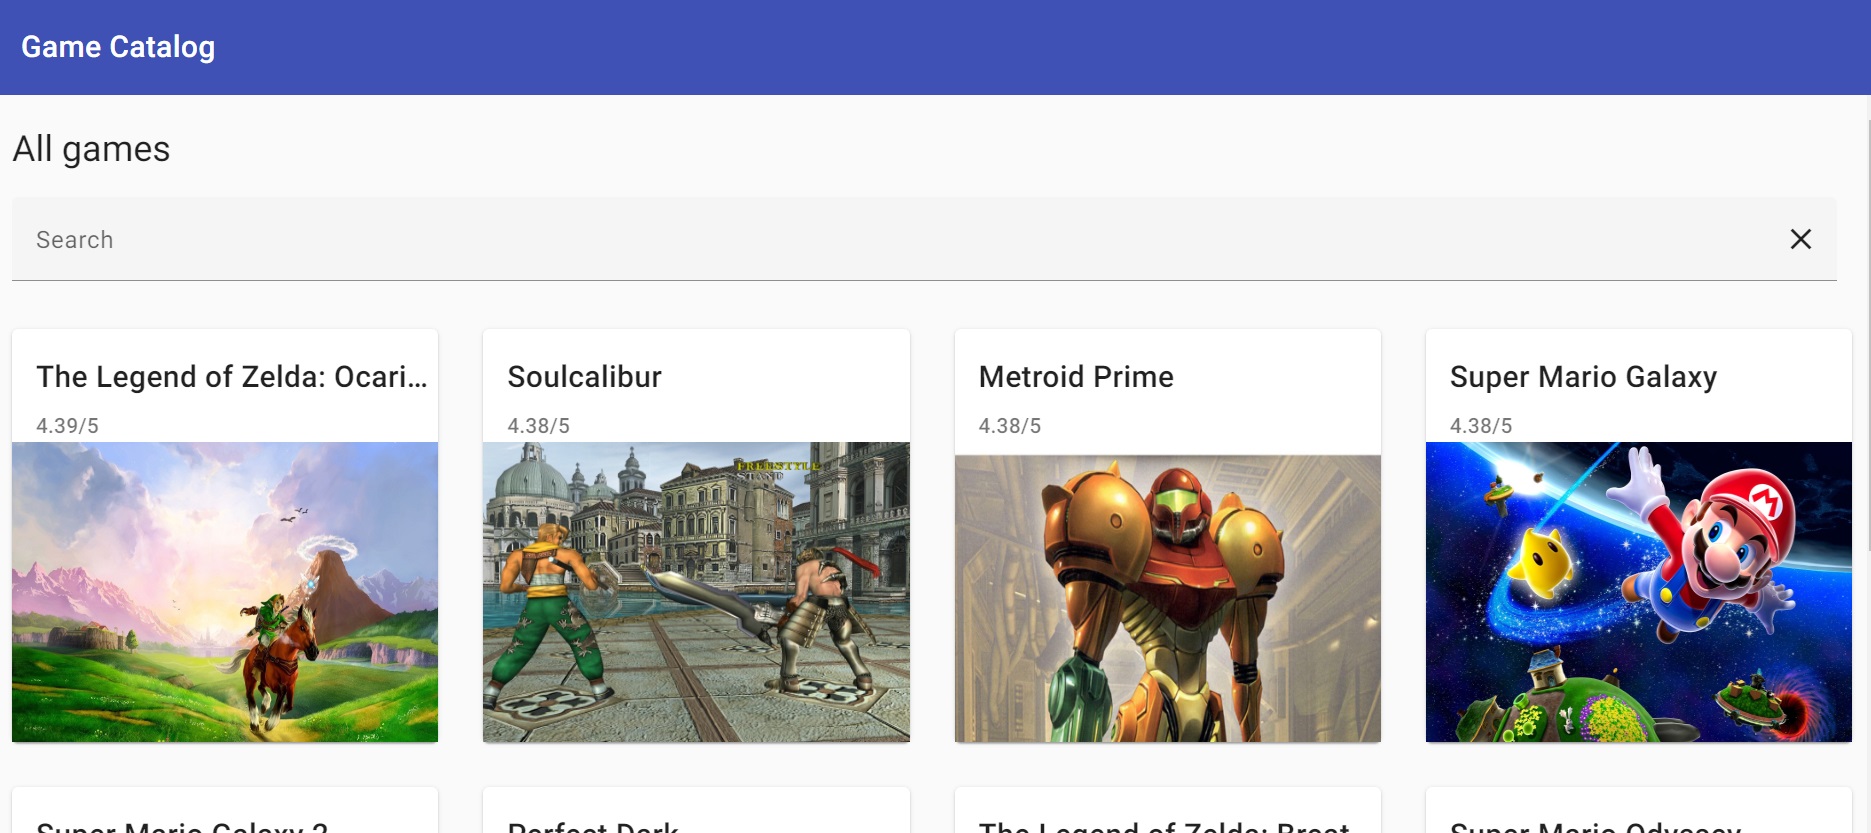 Game Catalog
All games
Search
The Legend of Zelda: Ocari...
4.39/5
Soulcalibur
4.38/5
Metroid Prime
4.38/5
Super Mario Galaxy
4.38/5
FREESTYLE
Super Mario Galaxy 2
Perfect Dark
The Legend of Zelda: Breat
Super Mario Odyssey